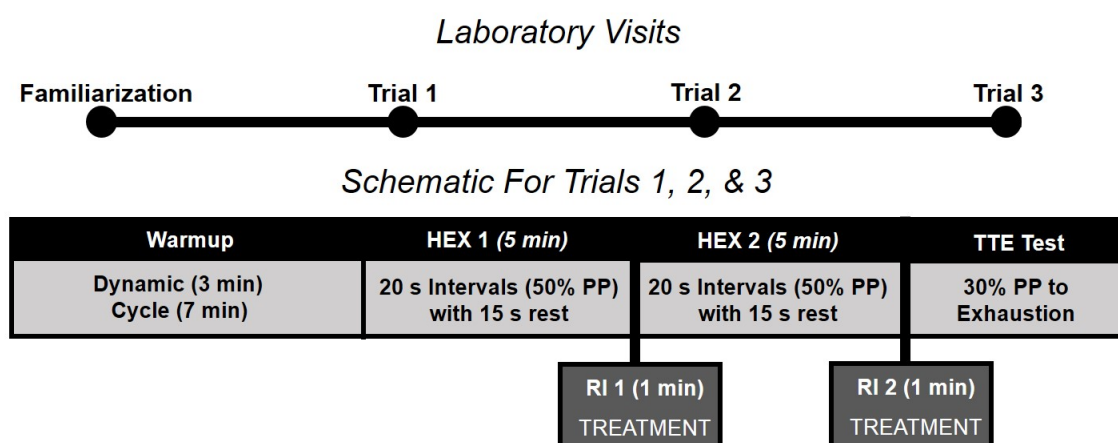 Laboratory Visits
Familiarization
Trial 1
Trial 2
Trial 3
Schematic For Trials 1, 2, & 3
Warmup
HEX 1 (5 min)
HEX 2 (5 min)
TTE Test
Dynamic (3 min)
Cycle (7 min)
20 s Intervals (50% PP)
with 15 s rest
20 s Intervals (50% PP)
with 15 s rest
30% PP to
Exhaustion
RI 1 (1 min)
TREATMENT
RI 2 (1 min)
TREATMENT